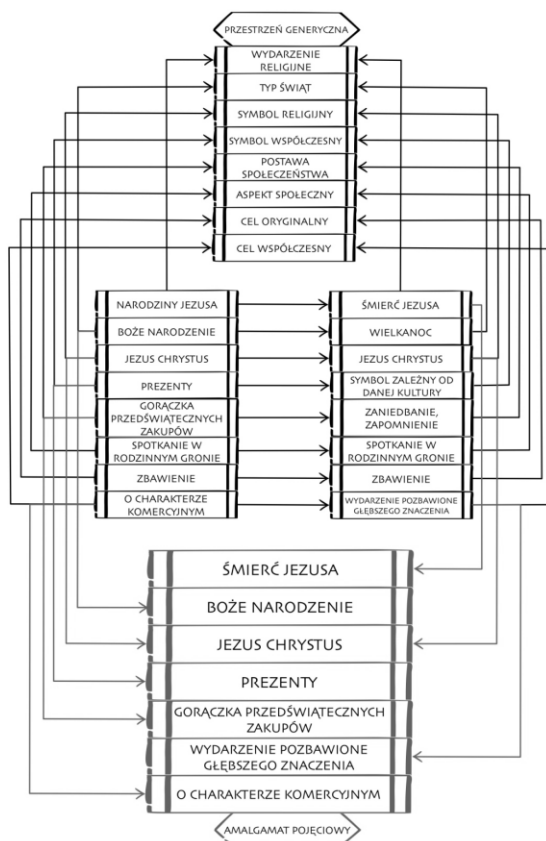 PRZESTRZEŃ GENERYCZNA
WYDARZENIE
RELIGIJNE
TYP ŚWIĄT
SYMBOL RELIGIJNY
SYMBOL WSPÓŁCZESNY
POSTAWA
SPOŁECZEŃSTWA
ASPEKT SPOŁECZNY
CEL ORYGINALNY
CEL WSPÓŁCZESNY
NARODZINY JEZUSA
BOŻE NARODZENIE
JEZUS CHRYSTUS
PREZENTY
GORĄCZKA
PRZEDŚWIĄTECZNYCH
ZAKUPÓW
SPOTKANIE W
RODZINNYM GRONIE
ZBAWIENIE
O CHARAKTERZE
KOMERCYJNYM
ŚMIERĆ JEZUSA
WIELKANOC
JEZUS CHRYSTUS
SYMBOL ZALEŻNY OD
DANEJ KULTURY
ZANIEDBANIE,
ZAPOMNIENIE
SPOTKANIE W
RODZINNYM GRONIE
ZBAWIENIE
WYDARZENIE POZBAWIONE
GŁĘBSZEGO ZNACZENIA
ŚMIERĆ JEZUSA
BOŻE NARODZENIE
JEZUS CHRYSTUS
PREZENTY
GORĄCZKA PRZEDŚWIĄTECZNYCH
ZAKUPÓW
WYDARZENIE POZBAWIONE
GŁĘBSZEGO ZNACZENIA
O CHARAKTERZE KOMERCYJNYM
AMALGAMAT POJĘCIOWY